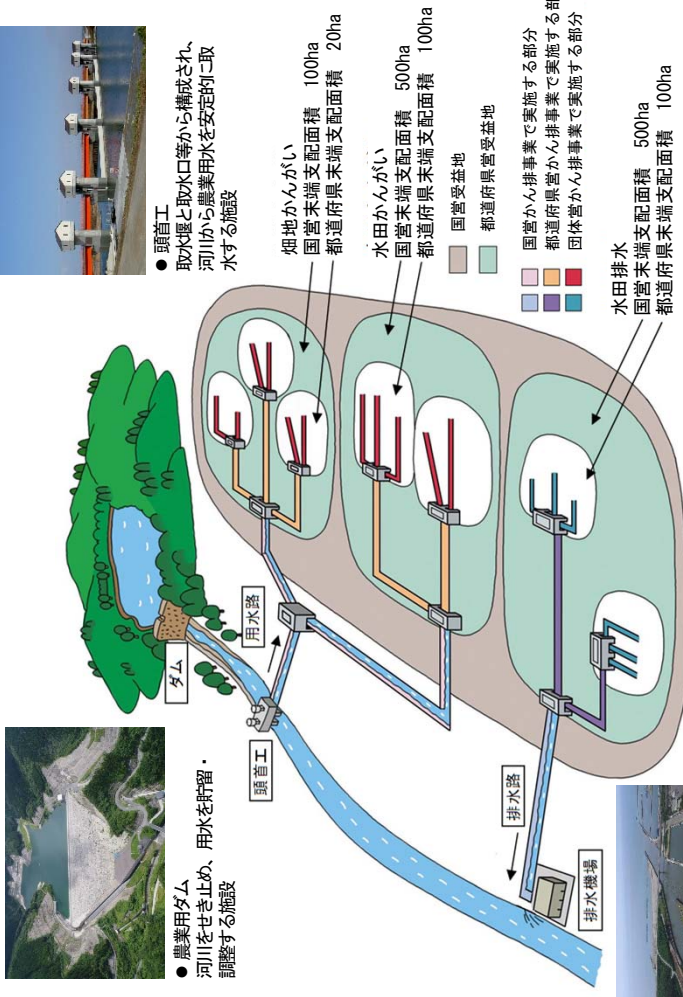 ● 農業用ダム
河川をせき止め、用水を貯留・
調整する施設
● 頭首工
取水堰と取水口等から構成され、
河川から農業用水を安定的に取
水する施設
ダム
頭首工
用水路
排水路
排水機場
畑地かんがい
国営末端支配面積 100ha
都道府県末端支配面積 20ha
水田かんがい
国営末端支配面積 500ha
都道府県末端支配面積 100ha
国営受益地
都道府県営受益地
国営かん排事業で実施する部分
都道府県営かん排事業で実施する部
団体営かん排事業で実施する部分
水田排水
国営末端支配面積 500ha
都道府県末端支配面積 100ha